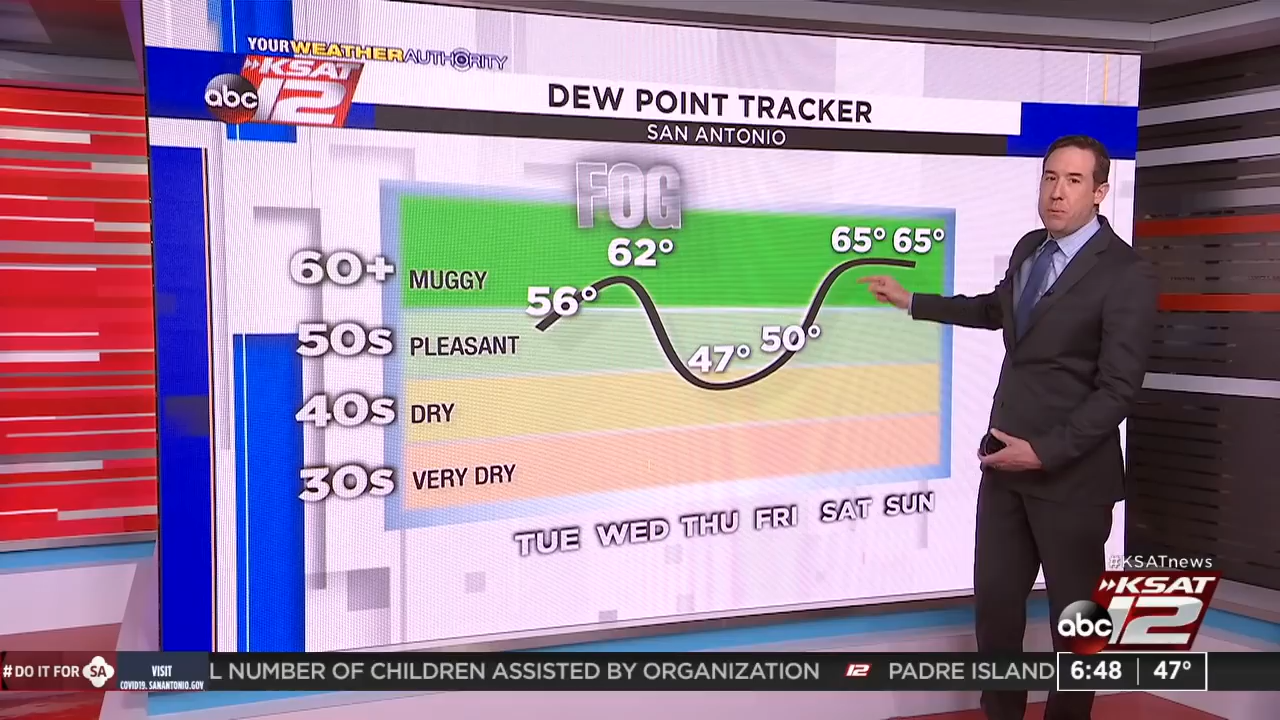 YOUR WEATHER AUTHORITY
»KSAT
abc 12
DEW POINT TRACKER
SAN ANTONIO
FOG
62°
65° 65°
60+ MUGGY
56°
50s PLEASANT
47° 50°
40s DRY
30s VERY DRY
TUE WED THU FRI SAT SUN
#KSATnews
»KSAT
abc 12
#DO IT FOR SA
VISIT
COVID19.SANANTONIO.GOV
L NUMBER OF CHILDREN ASSISTED BY ORGANIZATION 12 PADRE ISLAND
6:48 47°